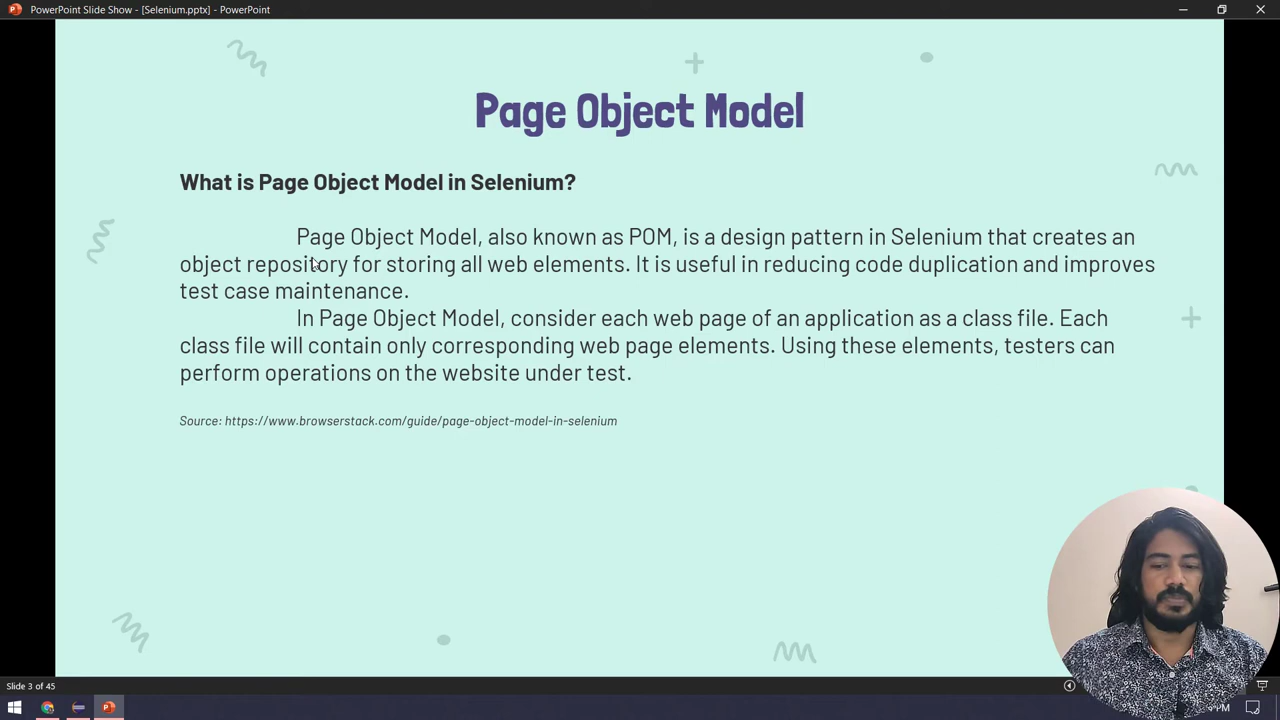 PowerPoint Slide Show - [Selenium.pptx] - PowerPoint
Page Object Model
What is Page Object Model in Selenium?
Page Object Model, also known as POM, is a design pattern in Selenium that creates an
object repository for storing all web elements. It is useful in reducing code duplication and improves
test case maintenance.
In Page Object Model, consider each web page of an application as a class file. Each
class file will contain only corresponding web page elements. Using these elements, testers can
perform operations on the website under test.
Source: https://www.browserstack.com/guide/page-object-model-in-selenium
Slide 3 of 45
PM